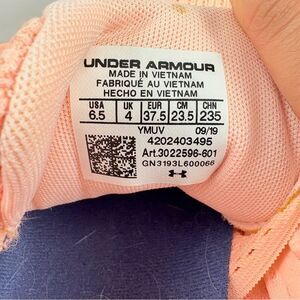 UNDER ARMOUR
MADE IN VIETNAM
FABRIQUÉ AU VIETNAM
HECHO EN VIETNAM
USA UK EUR CM CHN
6.5 4 37.5 23.5 235
YMUV 09/19
4202403495
Art.3022596-601
GN3193L600066